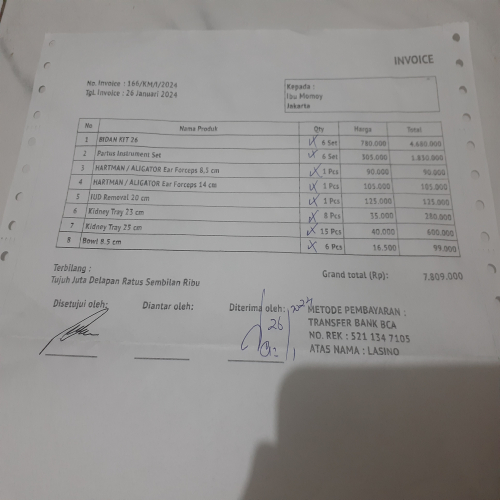 INVOICE
No. Invoice : 166/KM/I/2024
Tgl. Invoice : 26 Januari 2024
Kepada :
Ibu Momoy
Jakarta
No Nama Produk Qty Harga Total
1 BIDAN KIT 26 6 Set 780.000 4.680.000
2 Partus Instrument Set 6 Set 305.000 1.830.000
3 HARTMAN / ALIGATOR Ear Forceps 8,5 cm 1 Pcs 90.000 90.000
4 HARTMAN / ALIGATOR Ear Forceps 14 cm 1 Pcs 105.000 105.000
5 IUD Removal 20 cm 1 Pcs 125.000 125.000
6 Kidney Tray 23 cm 8 Pcs 35.000 280.000
7 Kidney Tray 25 cm 15 Pcs 40.000 600.000
8 Bowl 8.5 cm 6 Pcs 16.500 99.000
Terbilang :
Tujuh Juta Delapan Ratus Sembilan Ribu
Grand total (Rp): 7.809.000
Disetujui oleh: Diantar oleh: Diterima oleh:
26
2024
METODE PEMBAYARAN :
TRANSFER BANK BCA
NO. REK : 521 134 7105
ATAS NAMA : LASINO